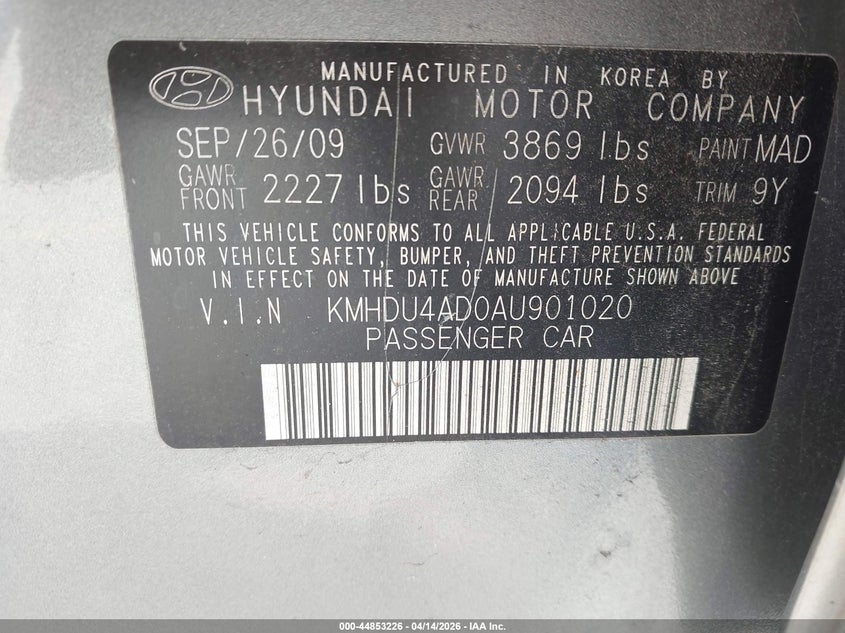 MANUFACTURED IN KOREA BY
HYUNDAI MOTOR COMPANY
SEP/26/09 GVWR 3869 lbs PAINT MAD
GAWR FRONT 2227 lbs GAWR REAR 2094 lbs TRIM 9Y
THIS VEHICLE CONFORMS TO ALL APPLICABLE U.S.A. FEDERAL
MOTOR VEHICLE SAFETY, BUMPER, AND THEFT PREVENTION STANDARDS
IN EFFECT ON THE DATE OF MANUFACTURE SHOWN ABOVE
V.I.N KMHDU4AD0AU901020
PASSENGER CAR
000-44853226 - 04/14/2026 - IAA Inc.